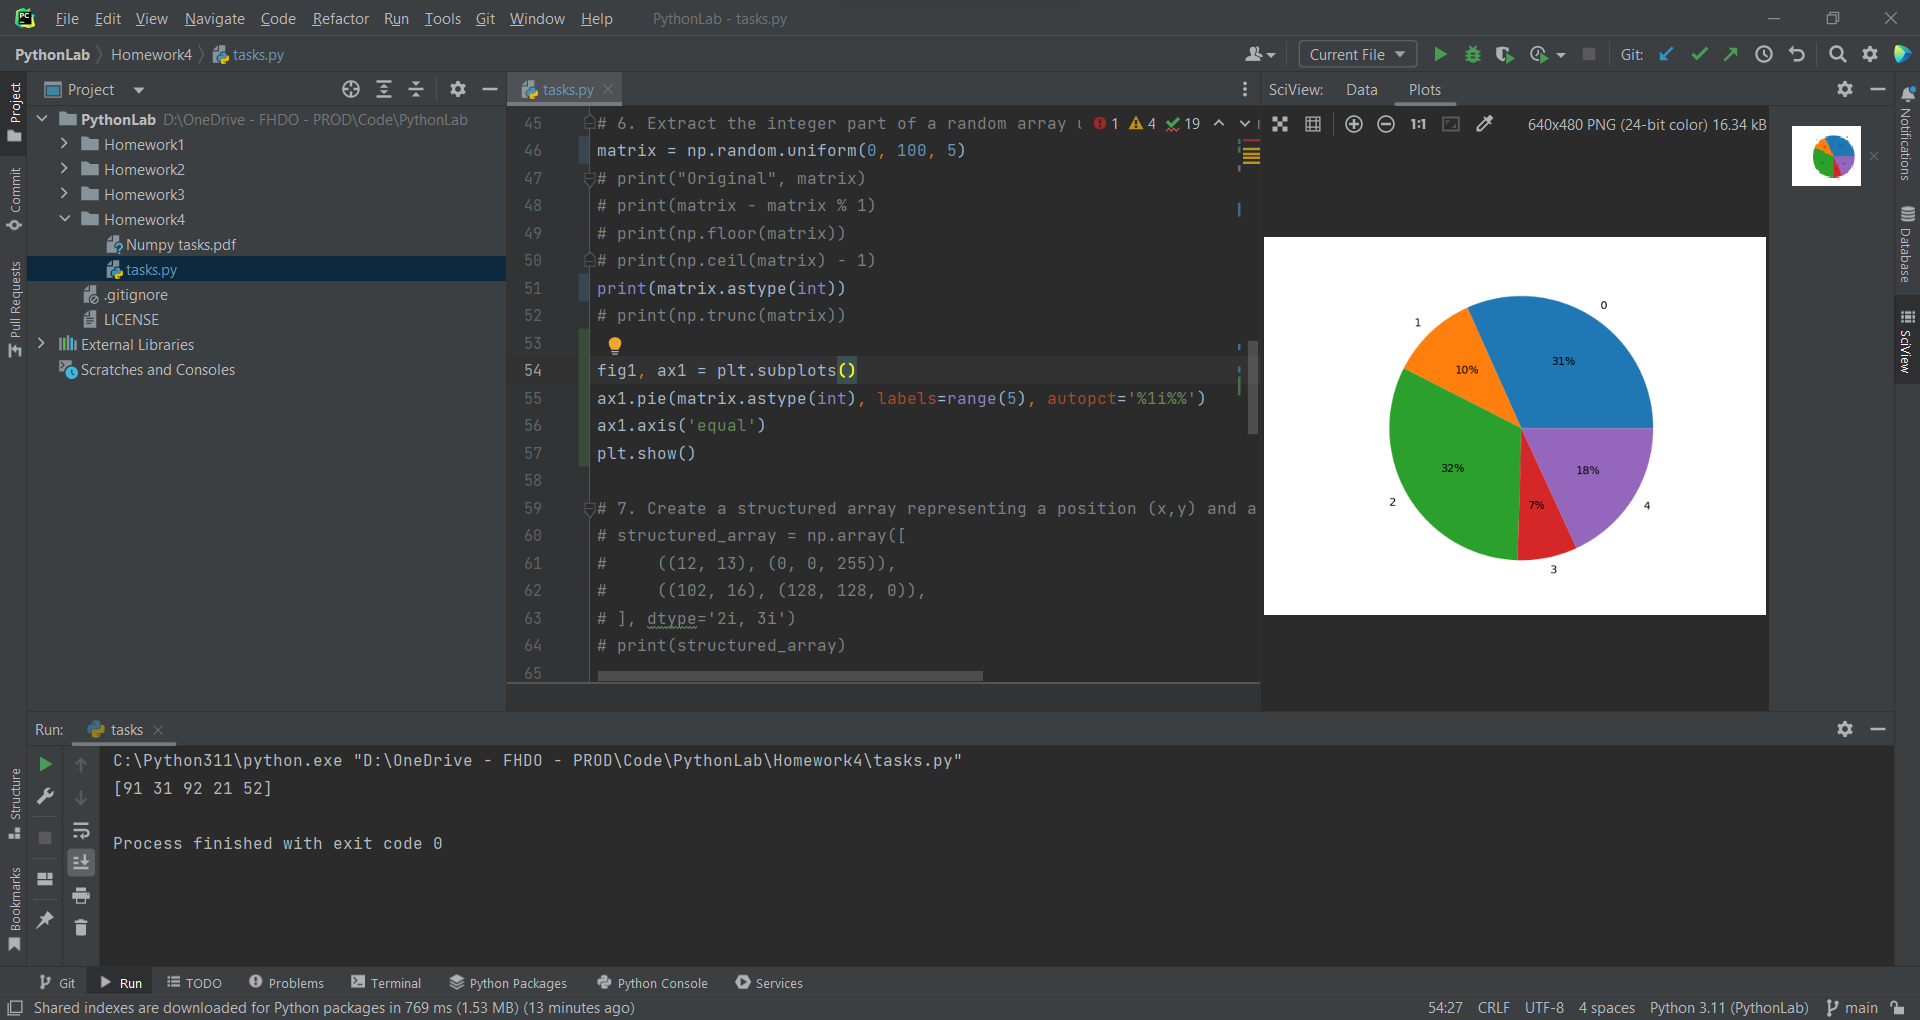 PC File Edit View Navigate Code Refactor Run Tools Git Window Help PythonLab - tasks.py
PythonLab Homework4 tasks.py Current File Git:
Project
PythonLab D:\OneDrive - FHDO - PROD\Code\PythonLab
Homework1
Homework2
Homework3
Homework4
Numpy tasks.pdf
tasks.py
.gitignore
LICENSE
External Libraries
Scratches and Consoles
Project
Commit
Pull Requests
Structure
Bookmarks
tasks.py
45 # 6. Extract the integer part of a random array 1 4 19
46 matrix = np.random.uniform(0, 100, 5)
47 # print("Original", matrix)
48 # print(matrix - matrix % 1)
49 # print(np.floor(matrix))
50 # print(np.ceil(matrix) - 1)
51 print(matrix.astype(int))
52 # print(np.trunc(matrix))
53
54 fig1, ax1 = plt.subplots()
55 ax1.pie(matrix.astype(int), labels=range(5), autopct='%1i%%')
56 ax1.axis('equal')
57 plt.show()
58
59 # 7. Create a structured array representing a position (x,y) and a
60 # structured_array = np.array([
61 #     ((12, 13), (0, 0, 255)),
62 #     ((102, 16), (128, 128, 0)),
63 # ], dtype='2i, 3i')
64 # print(structured_array)
65
SciView: Data Plots
1:1 640x480 PNG (24-bit color) 16.34 kB
0
1
31%
10%
32%
18%
2
7%
4
3
Notifications
Database
SciView
Run: tasks
C:\Python311\python.exe "D:\OneDrive - FHDO - PROD\Code\PythonLab\Homework4\tasks.py"
[91 31 92 21 52]
Process finished with exit code 0
Git Run TODO Problems Terminal Python Packages Python Console Services
Shared indexes are downloaded for Python packages in 769 ms (1.53 MB) (13 minutes ago) 54:27 CRLF UTF-8 4 spaces Python 3.11 (PythonLab) main